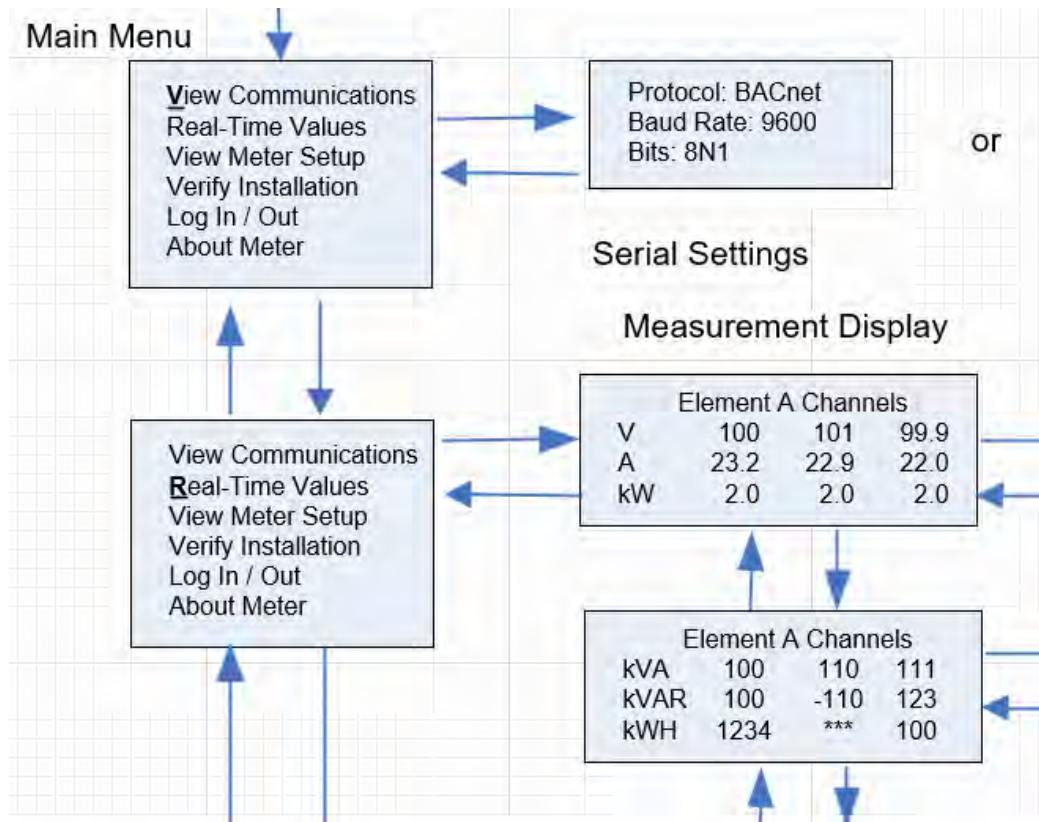 Main Menu
View Communications
Real-Time Values
View Meter Setup
Verify Installation
Log In / Out
About Meter
Protocol: BACnet
Baud Rate: 9600
Bits: 8N1
or
Serial Settings
Measurement Display
View Communications
Real-Time Values
View Meter Setup
Verify Installation
Log In / Out
About Meter
Element A Channels
V 100 101 99.9
A 23.2 22.9 22.0
kW 2.0 2.0 2.0
Element A Channels
kVA 100 110 111
kVAR 100 -110 123
kWH 1234 *** 100